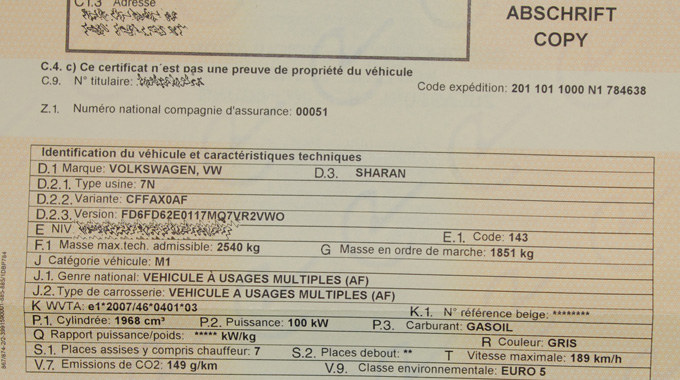 C1.3 Adresse
ABSCHRIFT
COPY
C.4. c) Ce certificat n´est pas une preuve de propriété du véhicule
C.9. N° titulaire:
Code expédition: 201 101 1000 N1 784638
Z.1. Numéro national compagnie d'assurance: 00051
Identification du véhicule et caractéristiques techniques
D.1 Marque: VOLKSWAGEN, VW D.3. SHARAN
D.2.1. Type usine: 7N
D.2.2. Variante: CFFAX0AF
D.2.3. Version: FD6FD62E0117MQ7VR2VWO
E NIV E.1. Code: 143
F.1 Masse max.tech. admissible: 2540 kg G Masse en ordre de marche: 1851 kg
J Catégorie véhicule: M1
J.1. Genre national: VEHICULE À USAGES MULTIPLES (AF)
J.2. Type de carrosserie: VEHICULE A USAGES MULTIPLES (AF)
K WVTA: e1*2007/46*0401*03 K.1. N° référence belge: ********
P.1. Cylindrée: 1968 cm³ P.2. Puissance: 100 kW P.3. Carburant: GASOIL
Q Rapport puissance/poids: ***** kW/kg R Couleur: GRIS
S.1. Places assises y compris chauffeur: 7 S.2. Places debout: ** T Vitesse maximale: 189 km/h
V.7. Emissions de CO2: 149 g/km V.9. Classe environnementale: EURO 5